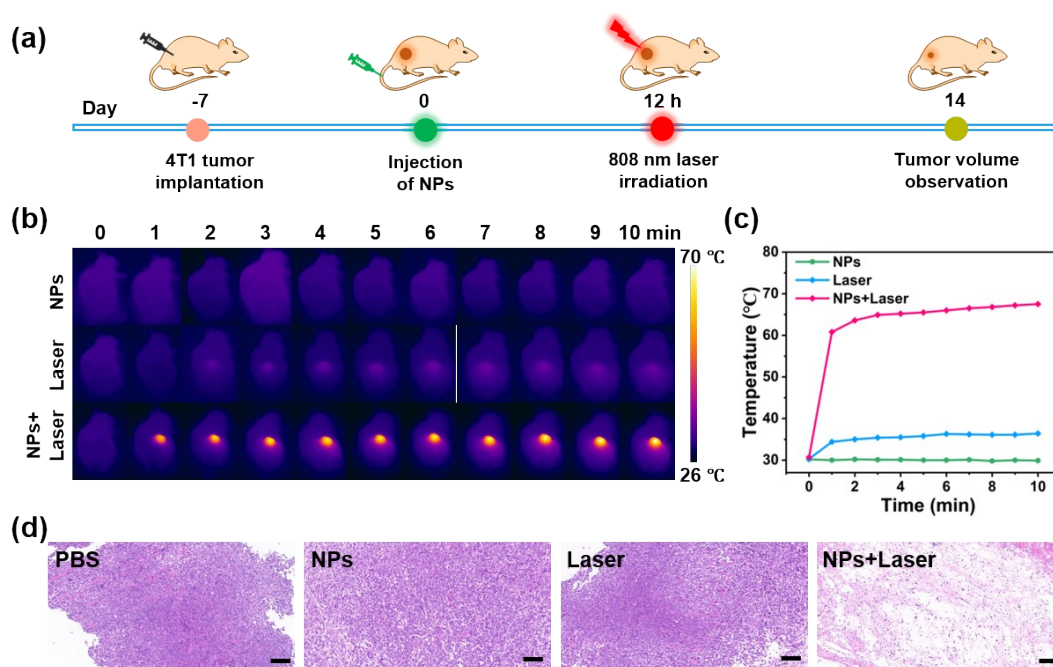 (a)
Day
-7
0
12 h
14
4T1 tumor
implantation
Injection
of NPs
808 nm laser
irradiation
Tumor volume
observation
(b)
0 1 2 3 4 5 6 7 8 9 10 min
NPs
Laser
NPs+
Laser
70 ℃
26 ℃
(c)
80
70
60
50
40
30
Temperature (℃)
NPs
Laser
NPs+Laser
0 2 4 6 8 10
Time (min)
(d)
PBS
NPs
Laser
NPs+Laser